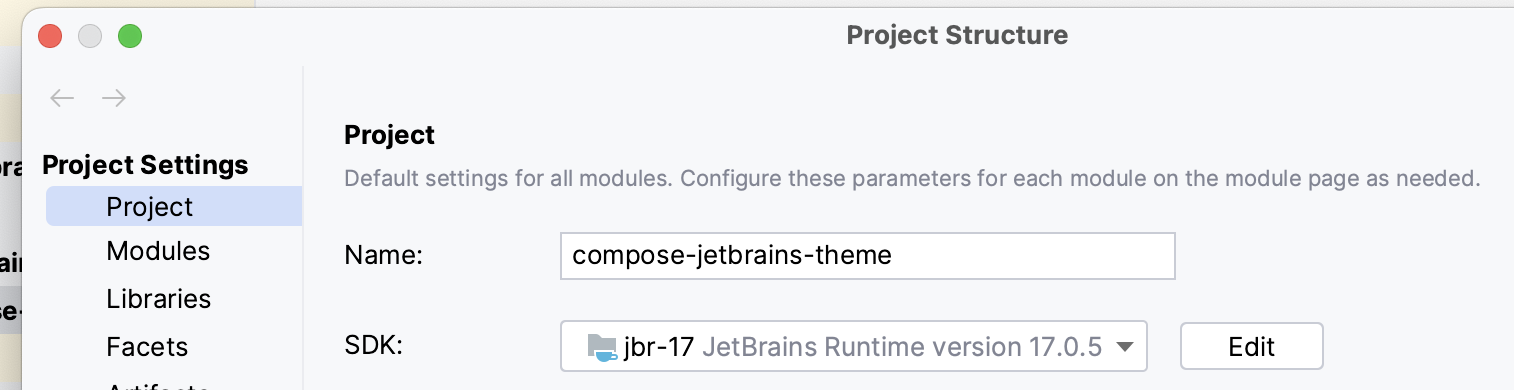 Project Structure
Project Settings
Project
Modules
Libraries
Facets
Project
Default settings for all modules. Configure these parameters for each module on the module page as needed.
Name: compose-jetbrains-theme
SDK: jbr-17 JetBrains Runtime version 17.0.5 Edit